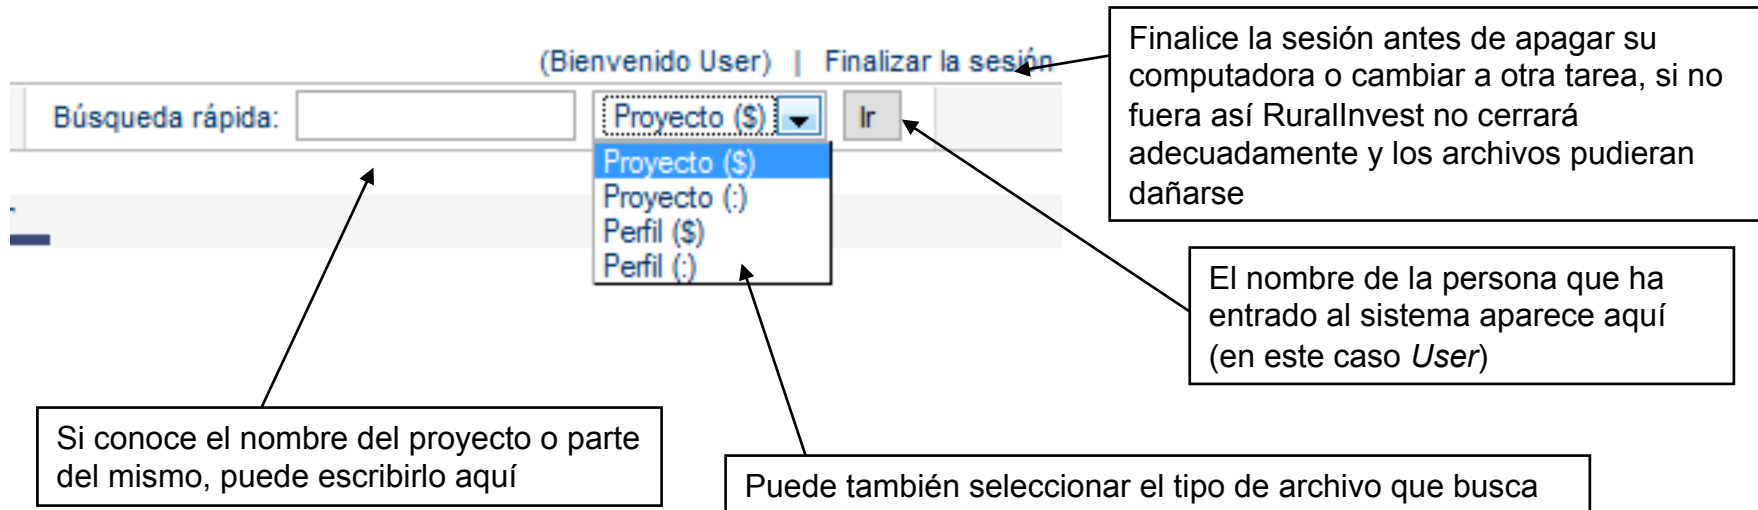 (Bienvenido User) | Finalizar la sesión
Búsqueda rápida: Proyecto ($) Ir
Proyecto ($)
Proyecto (:)
Perfil ($)
Perfil (:)
Finalice la sesión antes de apagar su
computadora o cambiar a otra tarea, si no
fuera así RuralInvest no cerrará
adecuadamente y los archivos pudieran
dañarse
El nombre de la persona que ha
entrado al sistema aparece aquí
(en este caso User)
Si conoce el nombre del proyecto o parte
del mismo, puede escribirlo aquí
Puede también seleccionar el tipo de archivo que busca